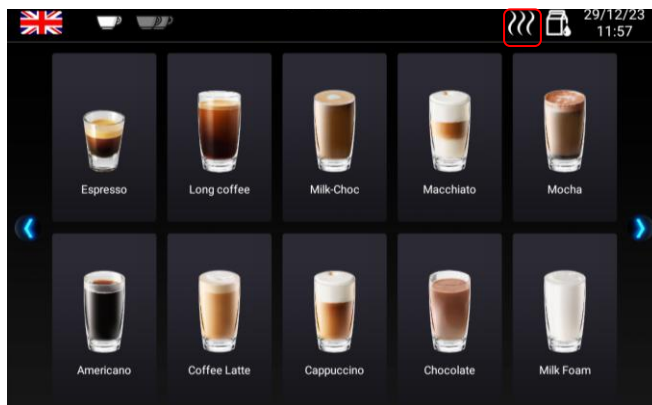 29/12/23
11:57
Espresso
Long coffee
Milk-Choc
Macchiato
Mocha
Americano
Coffee Latte
Cappuccino
Chocolate
Milk Foam